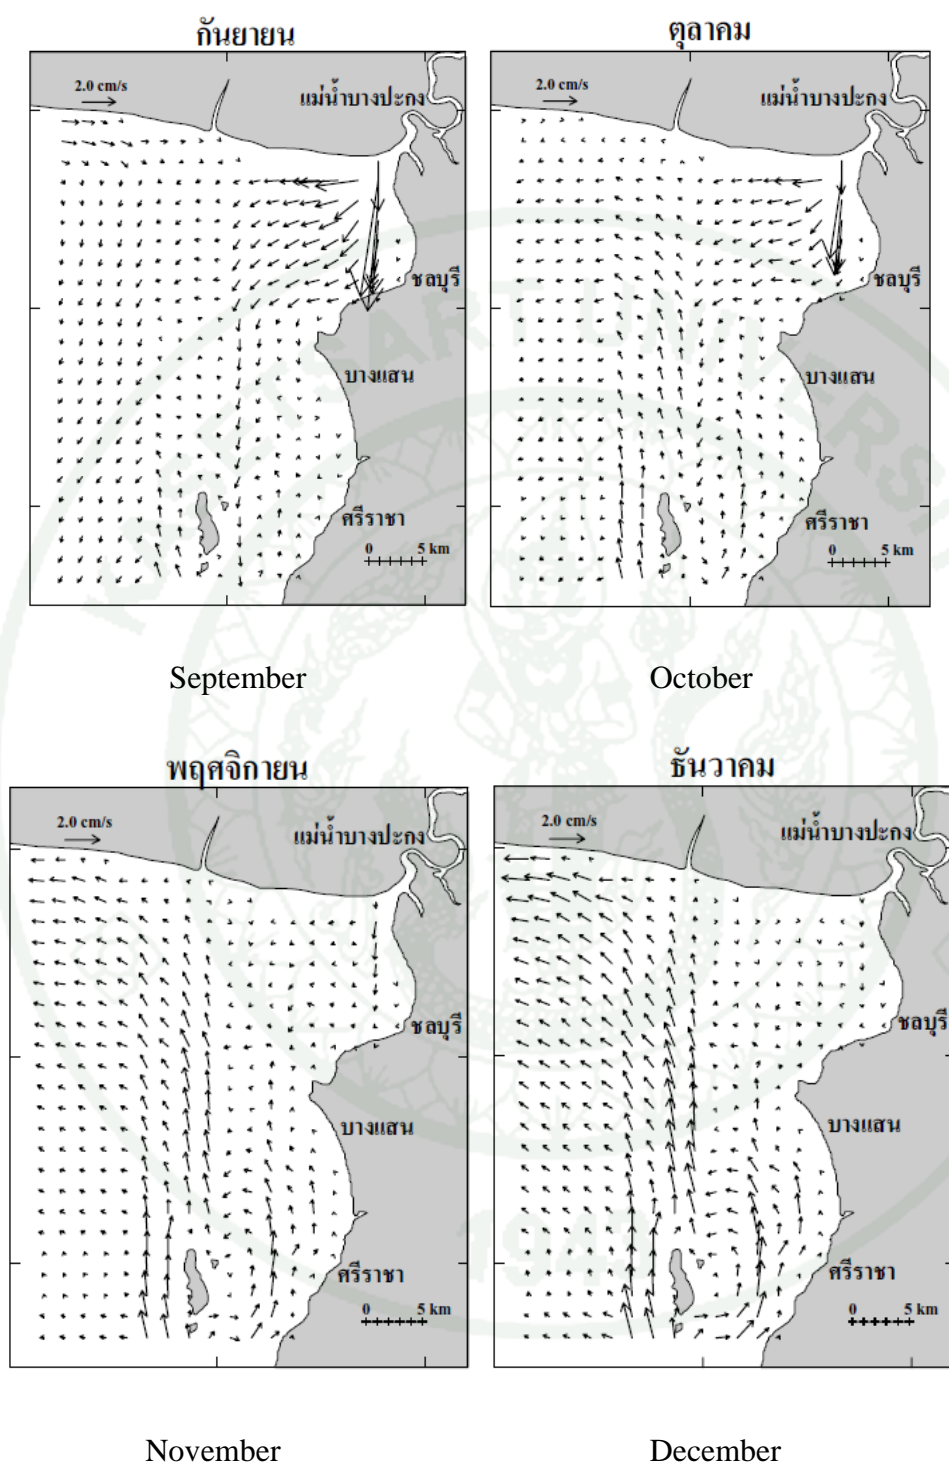 กันยายน
ตุลาคม
2.0 cm/s
แม่น้ำบางปะกง
ชลบุรี
บางแสน
ศรีราชา
0 5 km
2.0 cm/s
แม่น้ำบางปะกง
ชลบุรี
บางแสน
ศรีราชา
0 5 km
September
October
พฤศจิกายน
ธันวาคม
2.0 cm/s
แม่น้ำบางปะกง
ชลบุรี
บางแสน
ศรีราชา
0 5 km
2.0 cm/s
แม่น้ำบางปะกง
ชลบุรี
บางแสน
ศรีราชา
0 5 km
November
December
KASETSART UNIVERSITY
1943